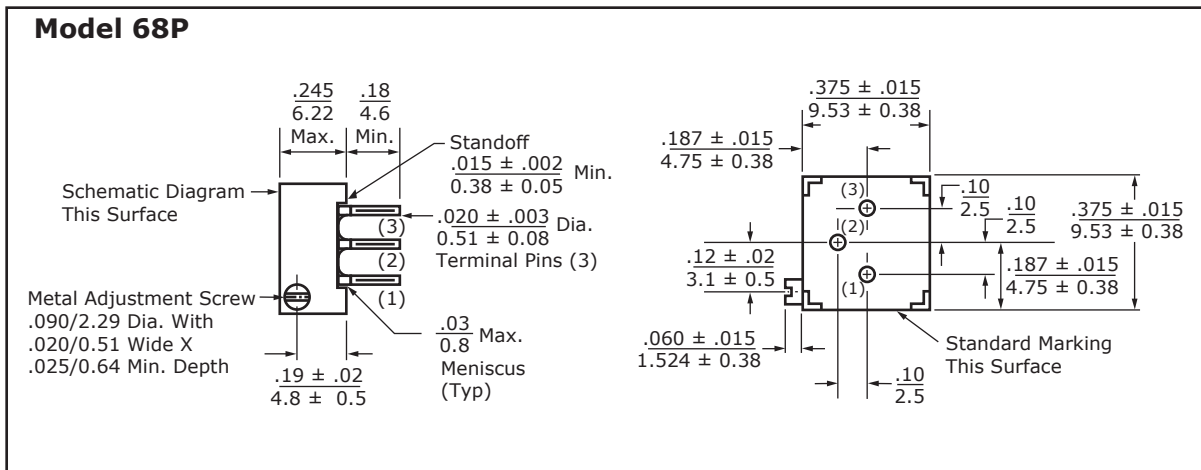 Model 68P
.245
6.22
Max.
.18
4.6
Min.
Standoff
.015 ± .002
0.38 ± 0.05
Min.
Schematic Diagram
This Surface
(3)
(2)
(1)
.020 ± .003
0.51 ± 0.08
Dia.
Terminal Pins (3)
Metal Adjustment Screw
.090/2.29 Dia. With
.020/0.51 Wide X
.025/0.64 Min. Depth
.19 ± .02
4.8 ± 0.5
.03
0.8
Max.
Meniscus
(Typ)
.375 ± .015
9.53 ± 0.38
.187 ± .015
4.75 ± 0.38
(3)
(2)
(1)
.10
2.5
.10
2.5
.375 ± .015
9.53 ± 0.38
.12 ± .02
3.1 ± 0.5
.187 ± .015
4.75 ± 0.38
.060 ± .015
1.524 ± 0.38
.10
2.5
Standard Marking
This Surface